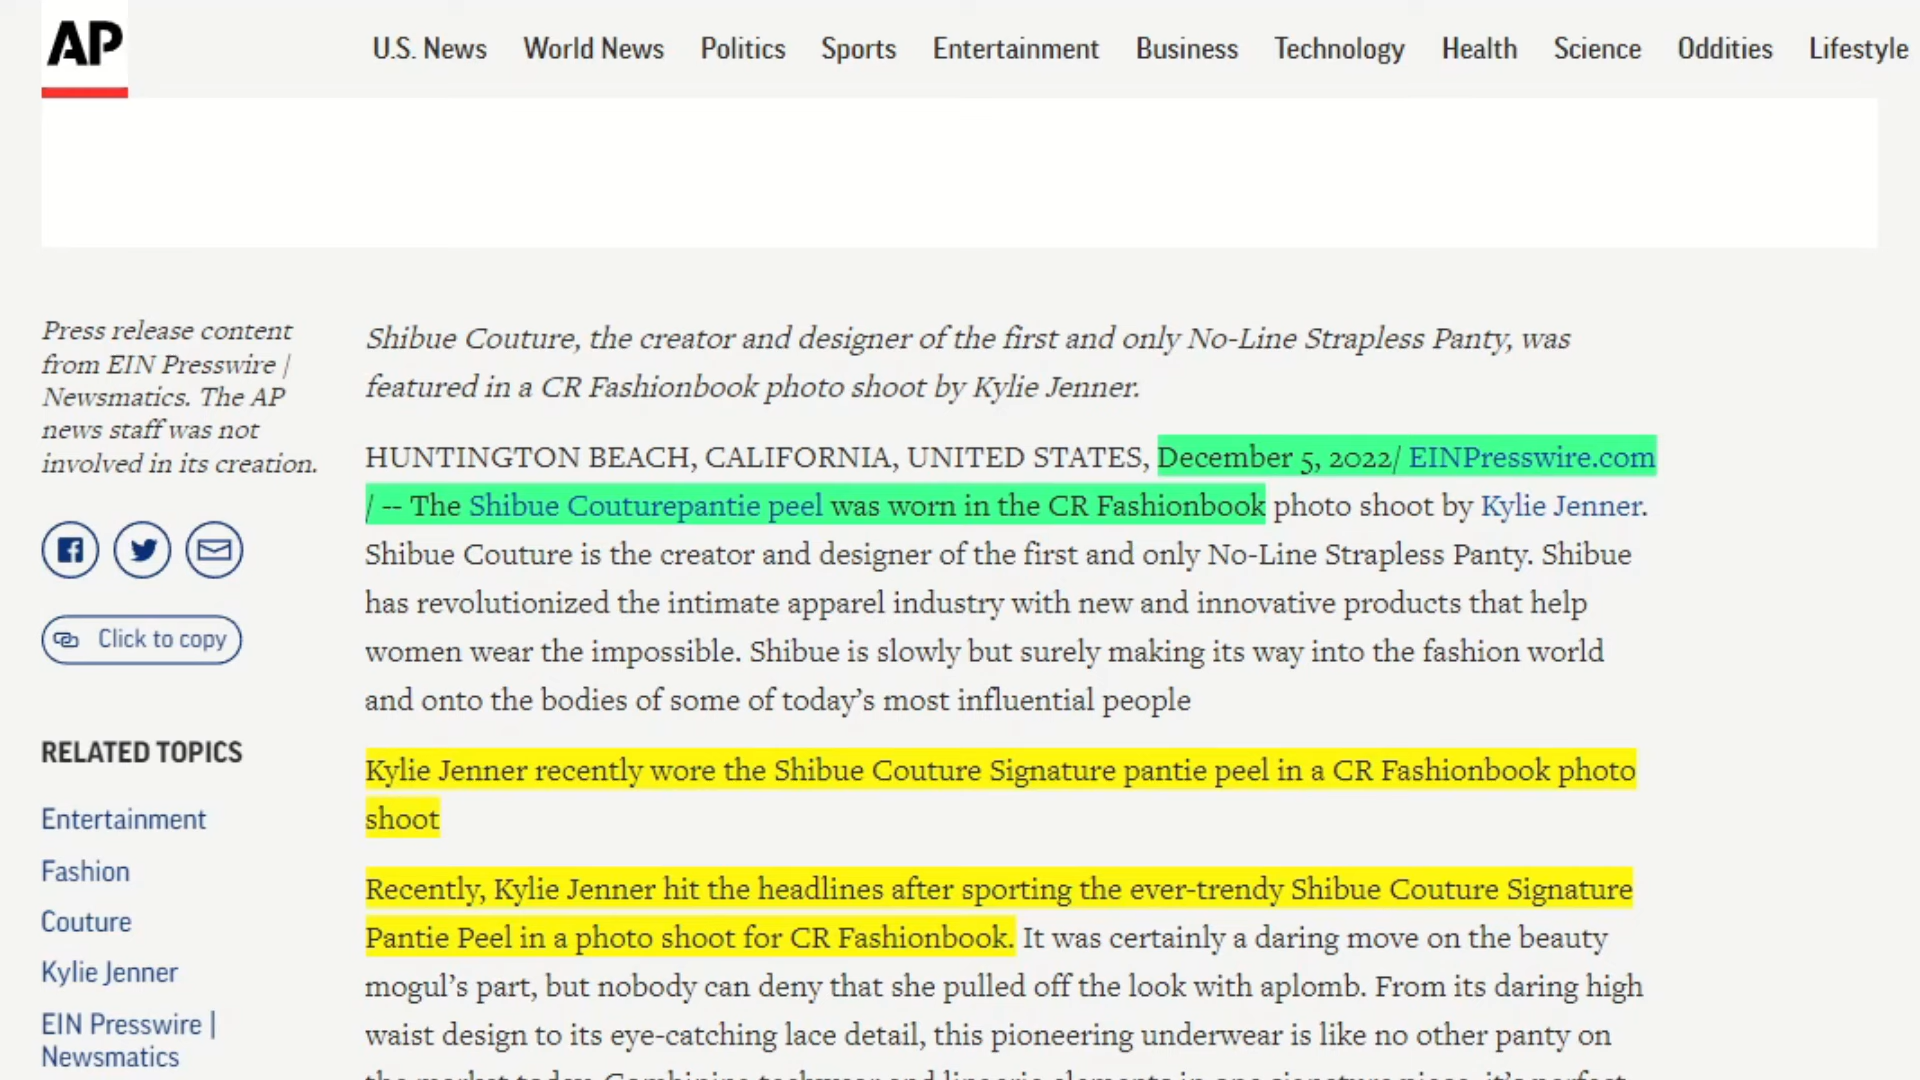 AP
U.S. News World News Politics Sports Entertainment Business Technology Health Science Oddities Lifestyle
Press release content
from EIN Presswire |
Newsmatics. The AP
news staff was not
involved in its creation.
Click to copy
RELATED TOPICS
Entertainment
Fashion
Couture
Kylie Jenner
EIN Presswire |
Newsmatics
Shibue Couture, the creator and designer of the first and only No-Line Strapless Panty, was
featured in a CR Fashionbook photo shoot by Kylie Jenner.
HUNTINGTON BEACH, CALIFORNIA, UNITED STATES, December 5, 2022/ EINPresswire.com
/ -- The Shibue Couturepantie peel was worn in the CR Fashionbook photo shoot by Kylie Jenner.
Shibue Couture is the creator and designer of the first and only No-Line Strapless Panty. Shibue
has revolutionized the intimate apparel industry with new and innovative products that help
women wear the impossible. Shibue is slowly but surely making its way into the fashion world
and onto the bodies of some of today’s most influential people
Kylie Jenner recently wore the Shibue Couture Signature pantie peel in a CR Fashionbook photo
shoot
Recently, Kylie Jenner hit the headlines after sporting the ever-trendy Shibue Couture Signature
Pantie Peel in a photo shoot for CR Fashionbook. It was certainly a daring move on the beauty
mogul’s part, but nobody can deny that she pulled off the look with aplomb. From its daring high
waist design to its eye-catching lace detail, this pioneering underwear is like no other panty on